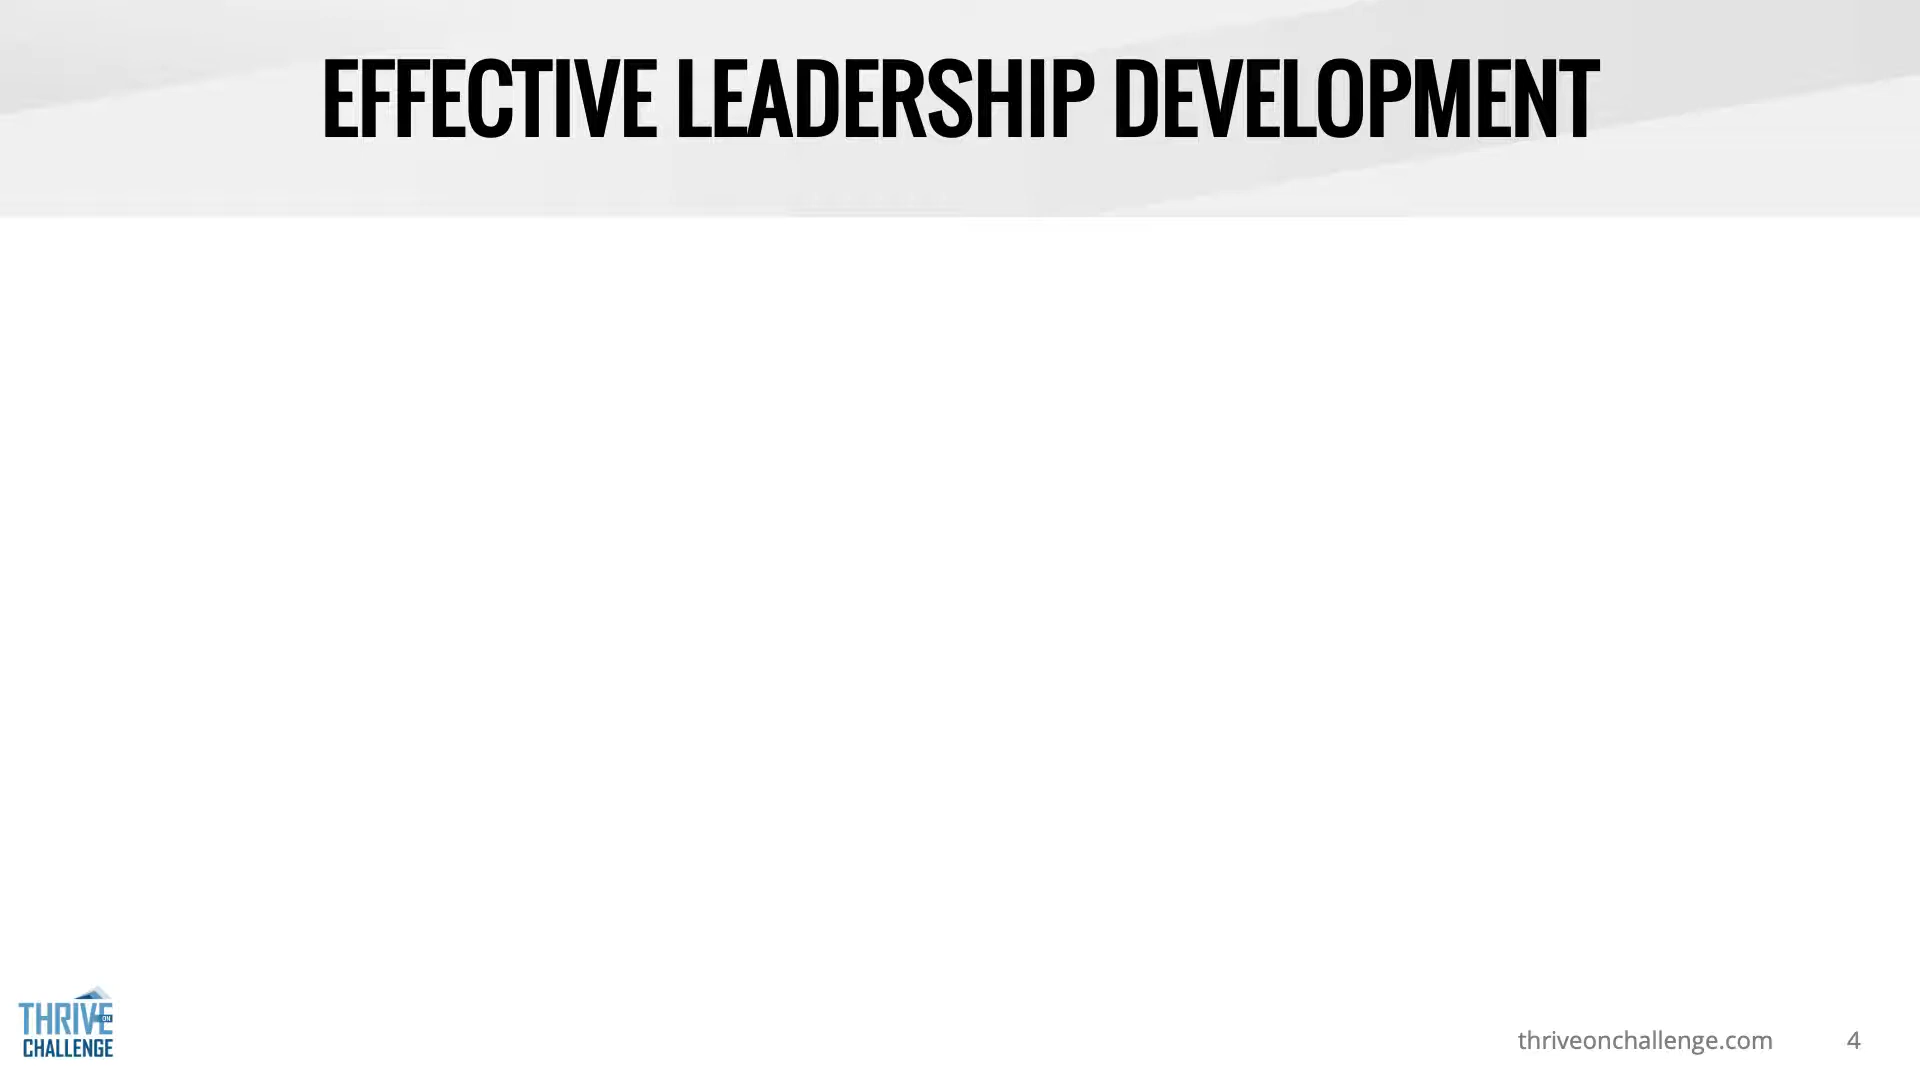 EFFECTIVE LEADERSHIP DEVELOPMENT
THRIVE
ON
CHALLENGE
thriveonchallenge.com
4